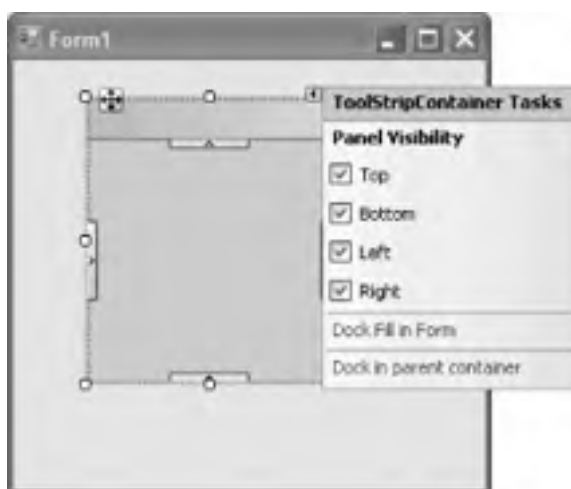 Form1
ToolStripContainer Tasks
Panel Visibility
Top
Bottom
Left
Right
Dock Fill in Form
Dock in parent container